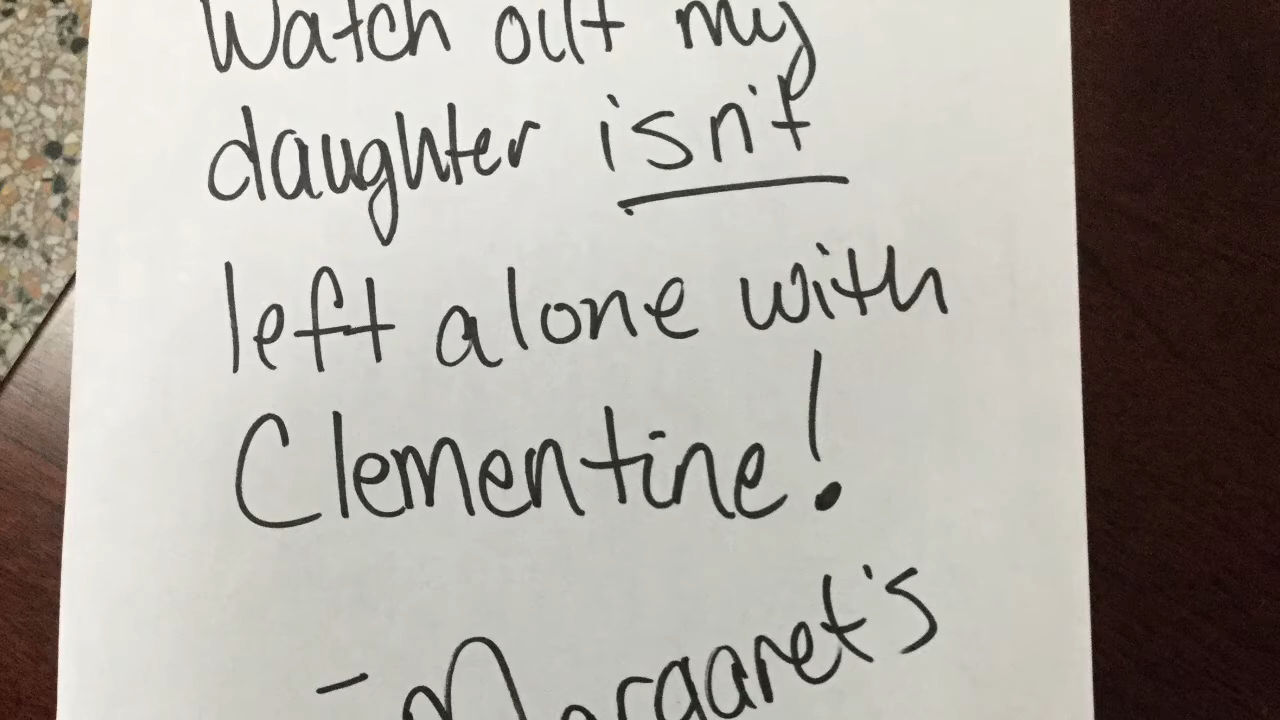 Watch out my
daughter isn't
left alone with
Clementine!
- Margaret's